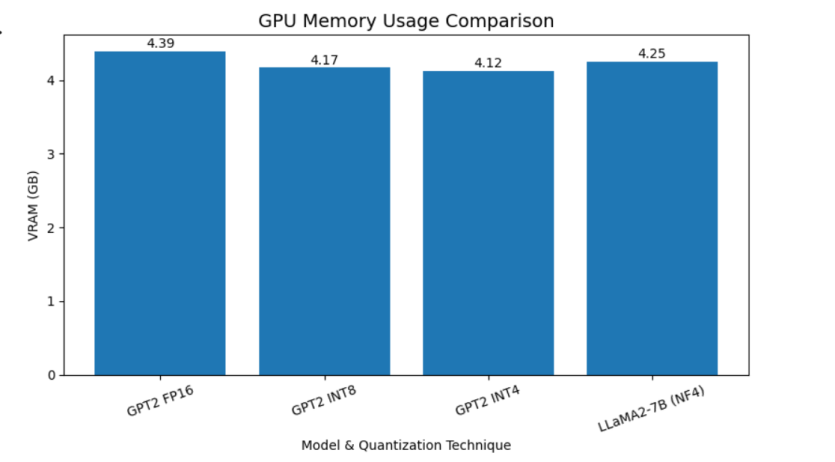 GPU Memory Usage Comparison
4.39
4.17
4.12
4.25
4
3
2
1
0
VRAM (GB)
GPT2 FP16
GPT2 INT8
GPT2 INT4
LLaMA2-7B (NF4)
Model & Quantization Technique